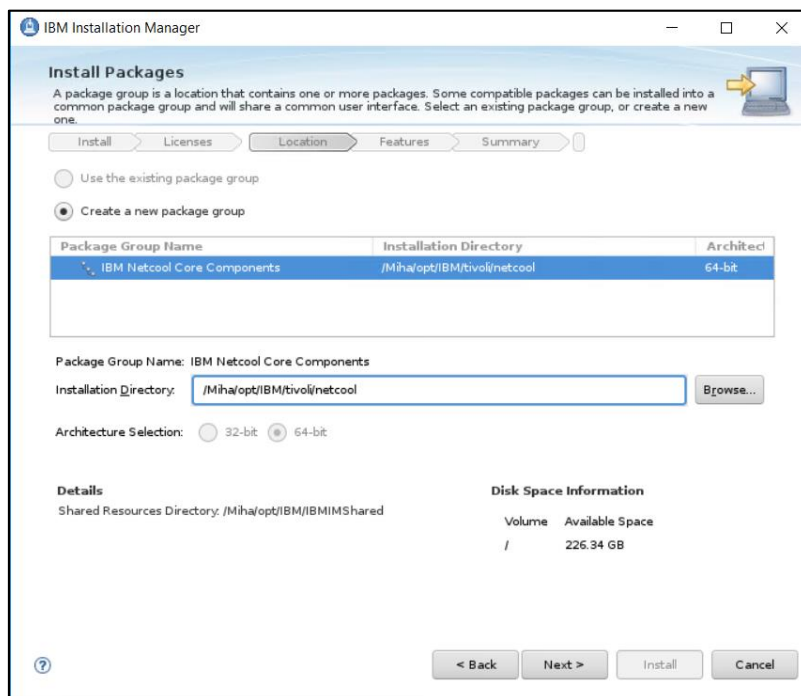 IBM Installation Manager
Install Packages
A package group is a location that contains one or more packages. Some compatible packages can be installed into a
common package group and will share a common user interface. Select an existing package group, or create a new
one.
Install Licenses Location Features Summary
Use the existing package group
Create a new package group
Package Group Name Installation Directory Architect
IBM Netcool Core Components /Miha/opt/IBM/tivoli/netcool 64-bit
Package Group Name: IBM Netcool Core Components
Installation Directory: /Miha/opt/IBM/tivoli/netcool Browse...
Architecture Selection: 32-bit 64-bit
Details Disk Space Information
Shared Resources Directory: /Miha/opt/IBM/IBMIMShared
Volume Available Space
/ 226.34 GB
? < Back Next > Install Cancel